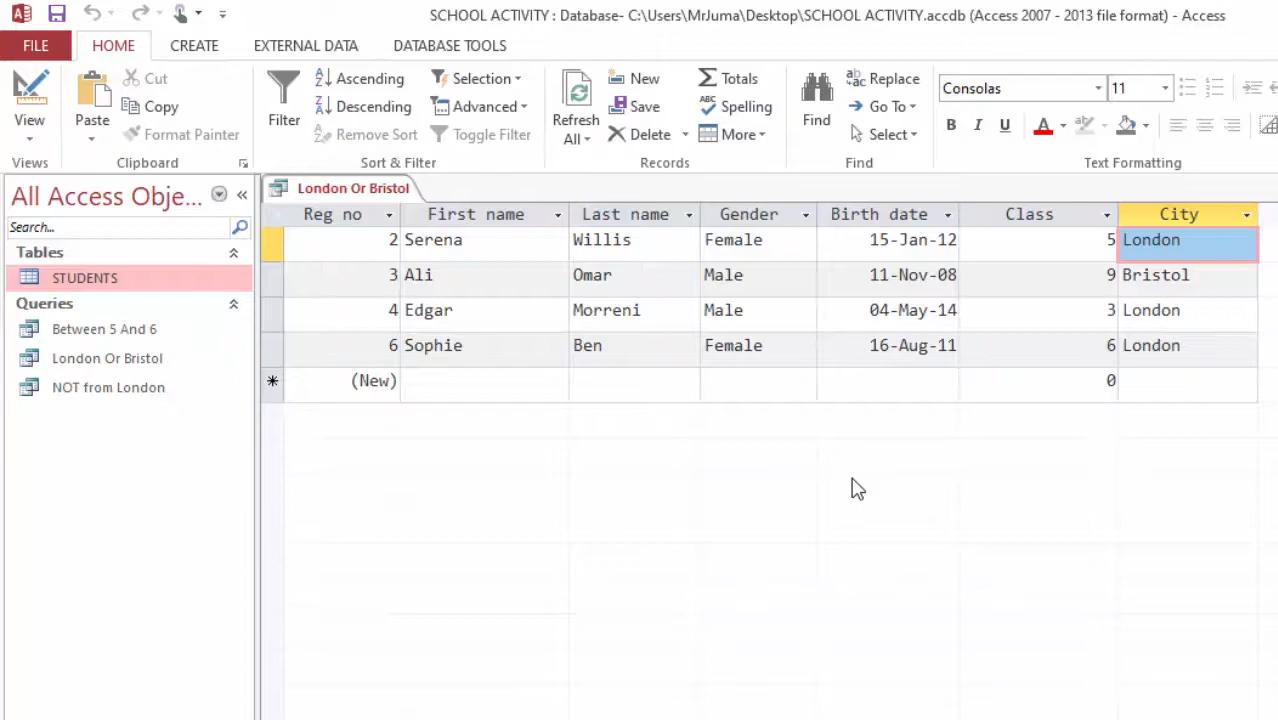 SCHOOL ACTIVITY : Database- C:\Users\MrJuma\Desktop\SCHOOL ACTIVITY.accdb (Access 2007 - 2013 file format) - Access
FILE HOME CREATE EXTERNAL DATA DATABASE TOOLS
View
Views
Paste
Cut
Copy
Format Painter
Clipboard
Filter
Ascending
Descending
Remove Sort
Selection
Advanced
Toggle Filter
Sort & Filter
Refresh
All
New
Save
Delete
Totals
Spelling
More
Records
Find
Replace
Go To
Select
Find
Consolas 11
B I U A
Text Formatting
All Access Obje...
Search...
Tables
STUDENTS
Queries
Between 5 And 6
London Or Bristol
NOT from London
London Or Bristol
Reg no First name Last name Gender Birth date Class City
2 Serena Willis Female 15-Jan-12 5 London
3 Ali Omar Male 11-Nov-08 9 Bristol
4 Edgar Morreni Male 04-May-14 3 London
6 Sophie Ben Female 16-Aug-11 6 London
(New) 0